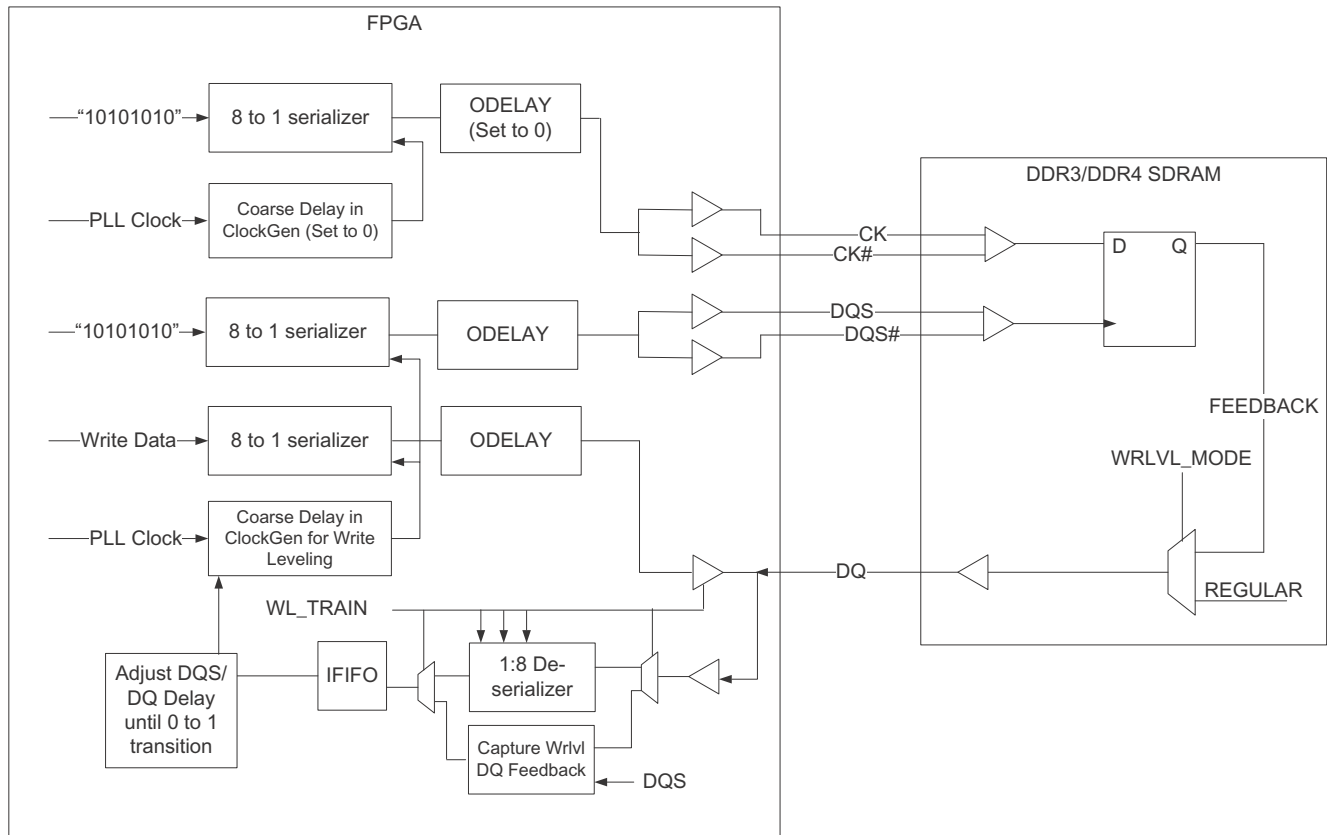 FPGA
“10101010”
8 to 1 serializer
ODELAY
(Set to 0)
PLL Clock
Coarse Delay in
ClockGen (Set to 0)
DDR3/DDR4 SDRAM
CK
CK#
D
Q
“10101010”
8 to 1 serializer
ODELAY
DQS
DQS#
FEEDBACK
Write Data
8 to 1 serializer
ODELAY
WRLVL_MODE
PLL Clock
Coarse Delay in
ClockGen for Write
Leveling
DQ
REGULAR
WL_TRAIN
Adjust DQS/
DQ Delay
until 0 to 1
transition
IFIFO
1:8 De-
serializer
Capture Wrlvl
DQ Feedback
DQS